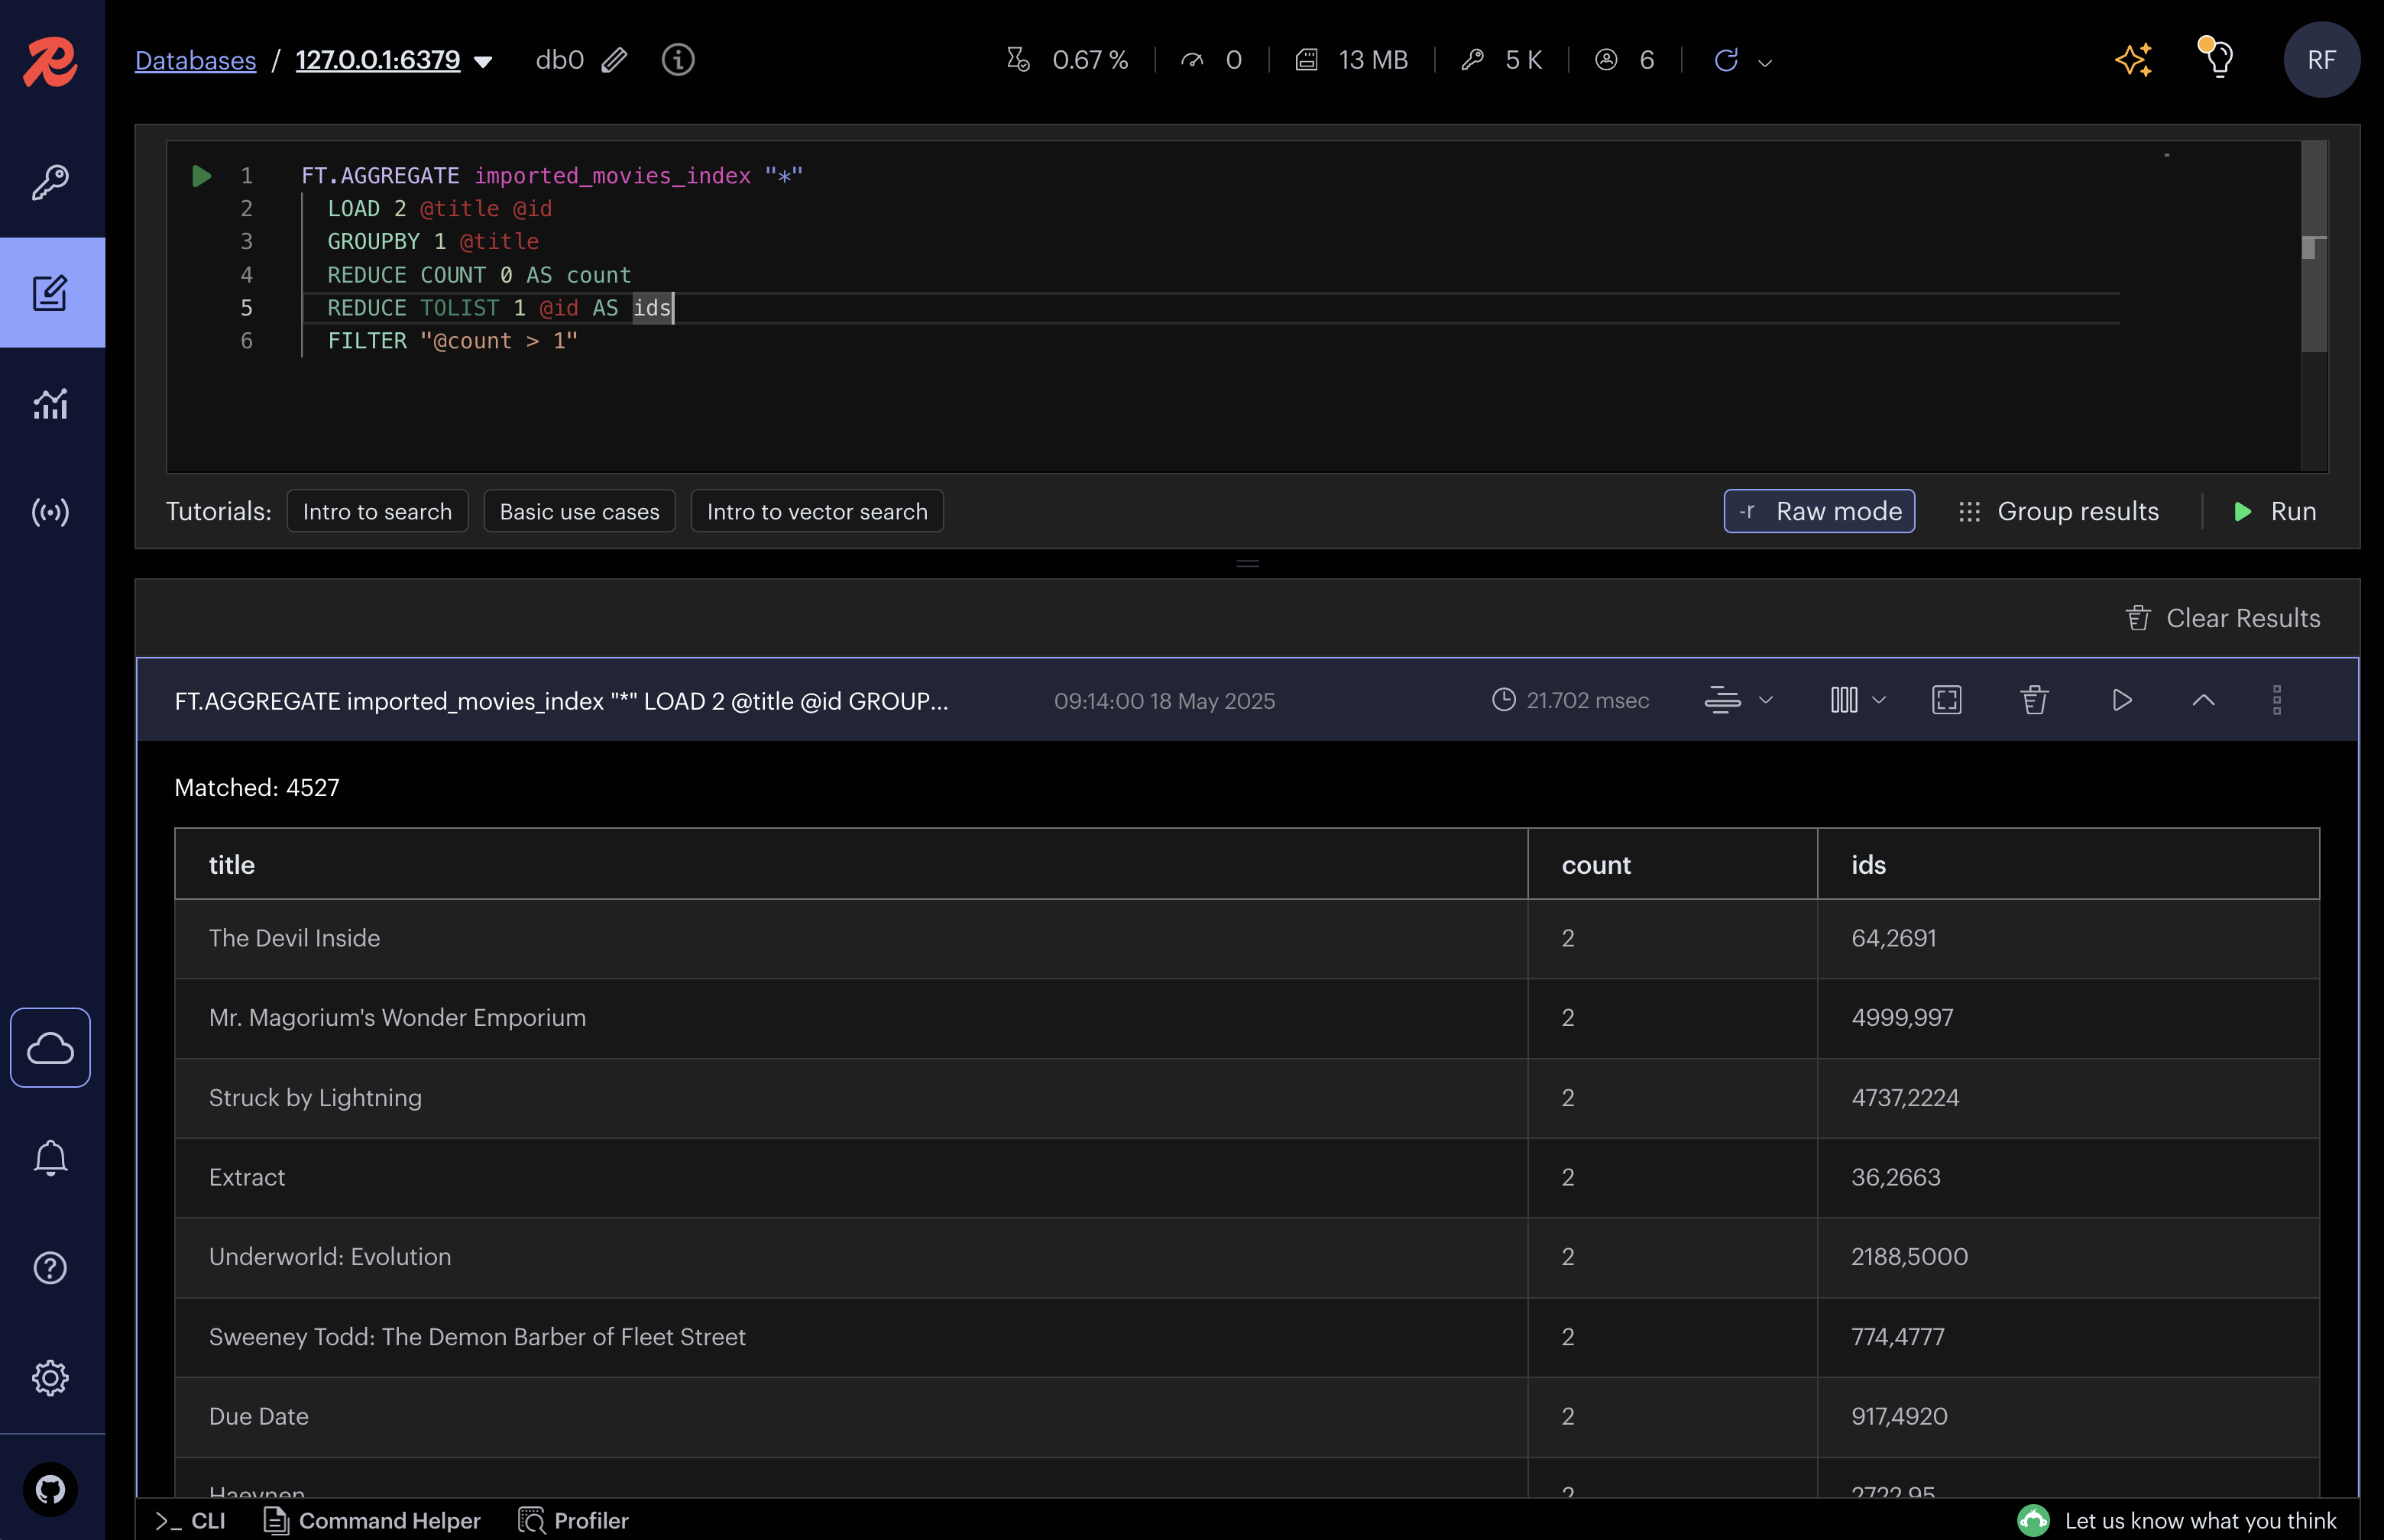 Databases / 127.0.0.1:6379 db0 0.67 % 0 13 MB 5 K 6 RF
1 FT.AGGREGATE imported_movies_index "*"
2 LOAD 2 @title @id
3 GROUPBY 1 @title
4 REDUCE COUNT 0 AS count
5 REDUCE TOLIST 1 @id AS ids
6 FILTER "@count > 1"
Tutorials: Intro to search Basic use cases Intro to vector search -r Raw mode Group results Run
Clear Results
FT.AGGREGATE imported_movies_index "*" LOAD 2 @title @id GROUP... 09:14:00 18 May 2025 21.702 msec
Matched: 4527
title count ids
The Devil Inside 2 64,2691
Mr. Magorium's Wonder Emporium 2 4999,997
Struck by Lightning 2 4737,2224
Extract 2 36,2663
Underworld: Evolution 2 2188,5000
Sweeney Todd: The Demon Barber of Fleet Street 2 774,4777
Due Date 2 917,4920
Haevnen 2 2722,95
>_ CLI Command Helper Profiler Let us know what you think